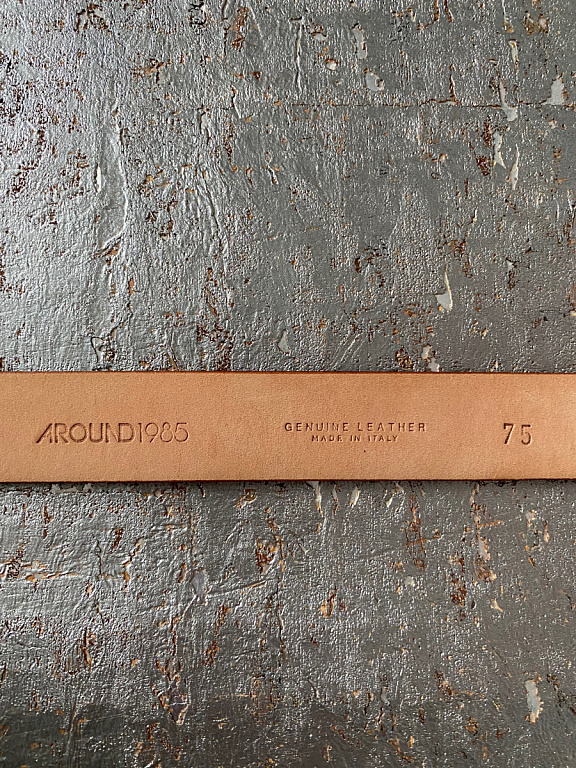 AROUND1985
GENUINE LEATHER
MADE IN ITALY
75